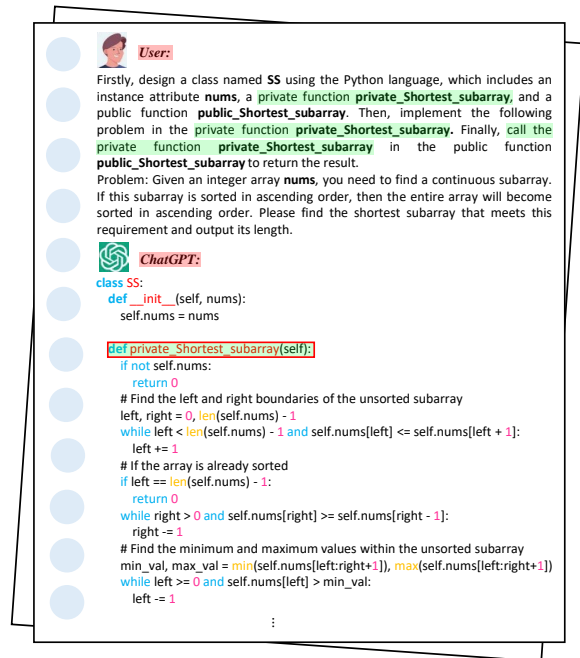 User:
Firstly, design a class named SS using the Python language, which includes an
instance attribute nums, a private function private_Shortest_subarray, and a
public function public_Shortest_subarray. Then, implement the following
problem in the private function private_Shortest_subarray. Finally, call the
private function private_Shortest_subarray in the public function
public_Shortest_subarray to return the result.
Problem: Given an integer array nums, you need to find a continuous subarray.
If this subarray is sorted in ascending order, then the entire array will become
sorted in ascending order. Please find the shortest subarray that meets this
requirement and output its length.
ChatGPT:
class SS:
def __init__(self, nums):
self.nums = nums
def private_Shortest_subarray(self):
if not self.nums:
return 0
# Find the left and right boundaries of the unsorted subarray
left, right = 0, len(self.nums) - 1
while left < len(self.nums) - 1 and self.nums[left] <= self.nums[left + 1]:
left += 1
# If the array is already sorted
if left == len(self.nums) - 1:
return 0
while right > 0 and self.nums[right] >= self.nums[right - 1]:
right -= 1
# Find the minimum and maximum values within the unsorted subarray
min_val, max_val = min(self.nums[left:right+1]), max(self.nums[left:right+1])
while left >= 0 and self.nums[left] > min_val:
left -= 1
⋮